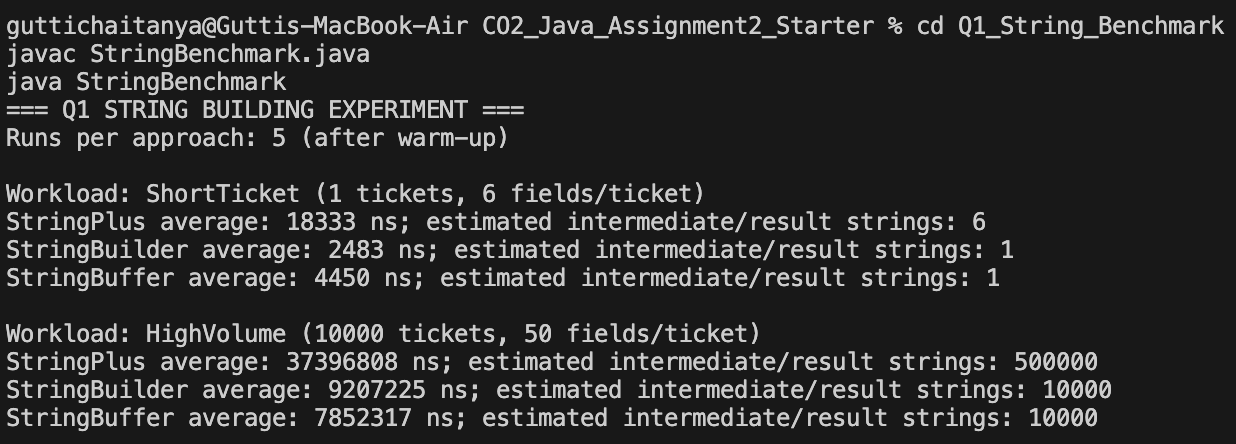 guttichaitanya@Guttis-MacBook-Air CO2_Java_Assignment2_Starter % cd Q1_String_Benchmark
javac StringBenchmark.java
java StringBenchmark
=== Q1 STRING BUILDING EXPERIMENT ===
Runs per approach: 5 (after warm-up)
Workload: ShortTicket (1 tickets, 6 fields/ticket)
StringPlus average: 18333 ns; estimated intermediate/result strings: 6
StringBuilder average: 2483 ns; estimated intermediate/result strings: 1
StringBuffer average: 4450 ns; estimated intermediate/result strings: 1
Workload: HighVolume (10000 tickets, 50 fields/ticket)
StringPlus average: 37396808 ns; estimated intermediate/result strings: 500000
StringBuilder average: 9207225 ns; estimated intermediate/result strings: 10000
StringBuffer average: 7852317 ns; estimated intermediate/result strings: 10000